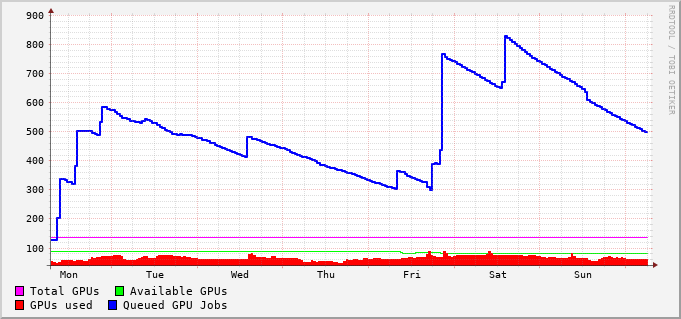 900
800
700
600
500
400
300
200
100
Mon Tue Wed Thu Fri Sat Sun
Total GPUs Available GPUs
GPUs used Queued GPU Jobs
RRDTOOL / TOBI OETIKER